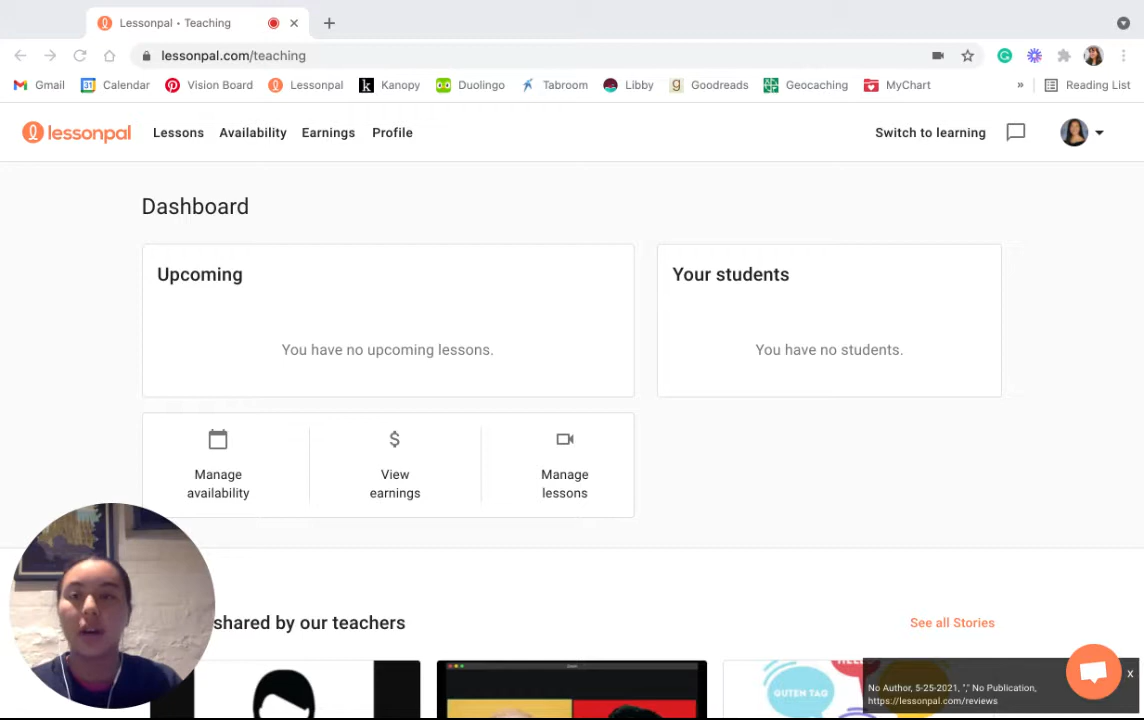 Lessonpal • Teaching
lessonpal.com/teaching
Gmail
31 Calendar
Vision Board
Lessonpal
k Kanopy
Duolingo
Tabroom
Libby
g Goodreads
Geocaching
MyChart
»
Reading List
lessonpal
Lessons
Availability
Earnings
Profile
Switch to learning
Dashboard
Upcoming
You have no upcoming lessons.
Your students
You have no students.
Manage
availability
$
View
earnings
Manage
lessons
shared by our teachers
See all Stories
GUTEN TAG
No Author, 5-25-2021, "," No Publication,
https://lessonpal.com/reviews
x